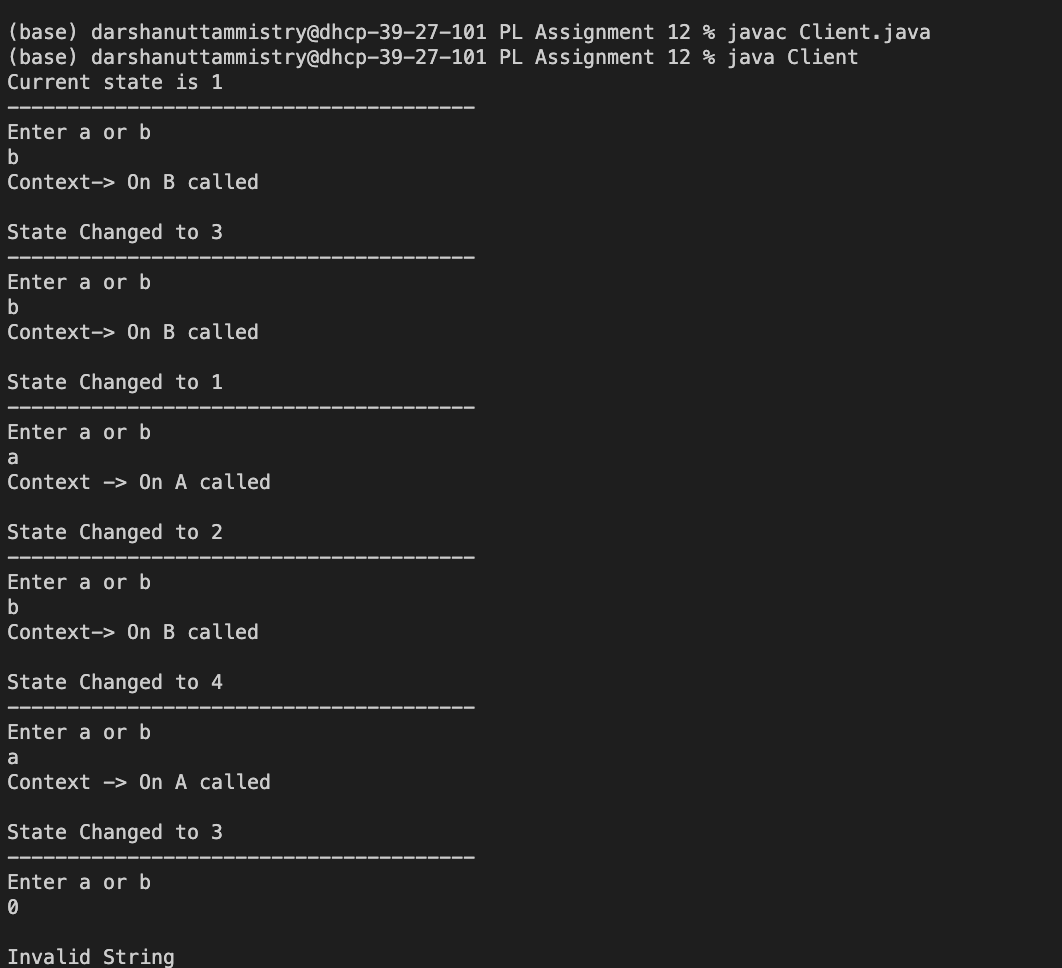 (base) darshanuttammistry@dhcp-39-27-101 PL Assignment 12 % javac Client.java
(base) darshanuttammistry@dhcp-39-27-101 PL Assignment 12 % java Client
Current state is 1
---------------------------------------
Enter a or b
b
Context-> On B called
State Changed to 3
---------------------------------------
Enter a or b
b
Context-> On B called
State Changed to 1
---------------------------------------
Enter a or b
a
Context -> On A called
State Changed to 2
---------------------------------------
Enter a or b
b
Context-> On B called
State Changed to 4
---------------------------------------
Enter a or b
a
Context -> On A called
State Changed to 3
---------------------------------------
Enter a or b
0
Invalid String